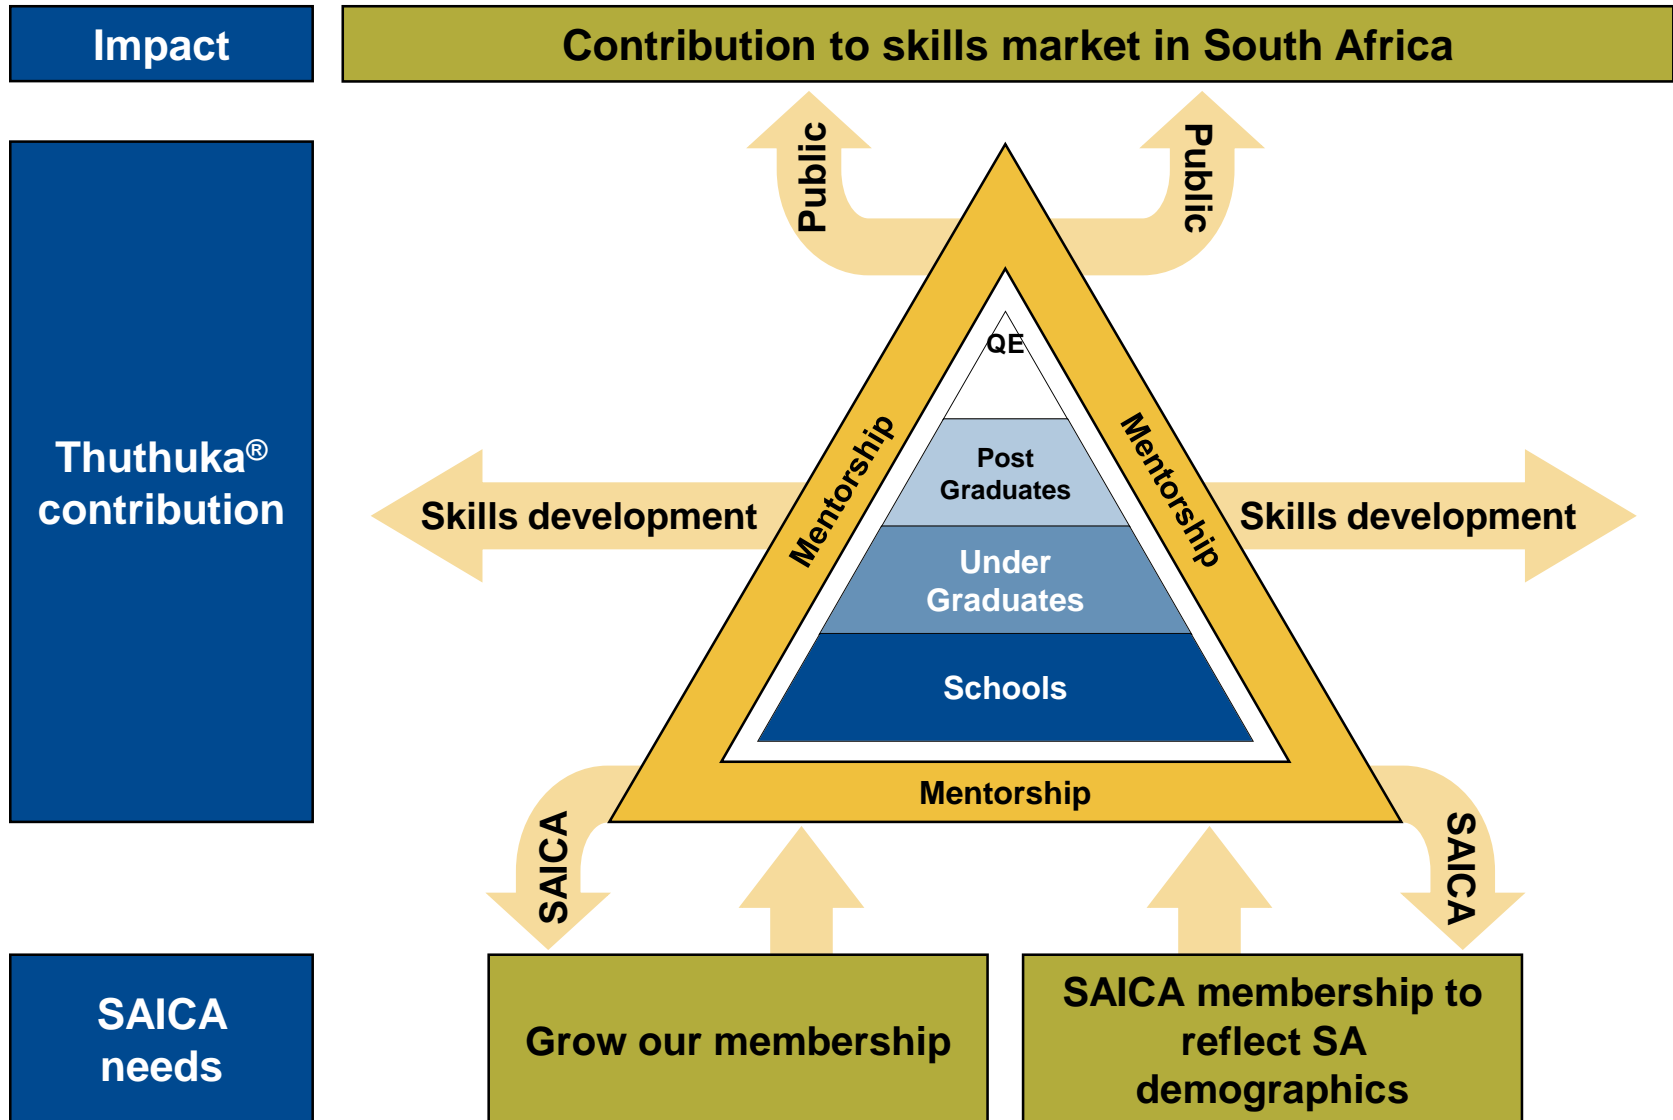 Impact
Contribution to skills market in South Africa
Public
Public
Thuthuka®
contribution
QE
Post
Graduates
Under
Graduates
Schools
Mentorship
Mentorship
Mentorship
Skills development
Skills development
SAICA
SAICA
SAICA
needs
Grow our membership
SAICA membership to
reflect SA
demographics